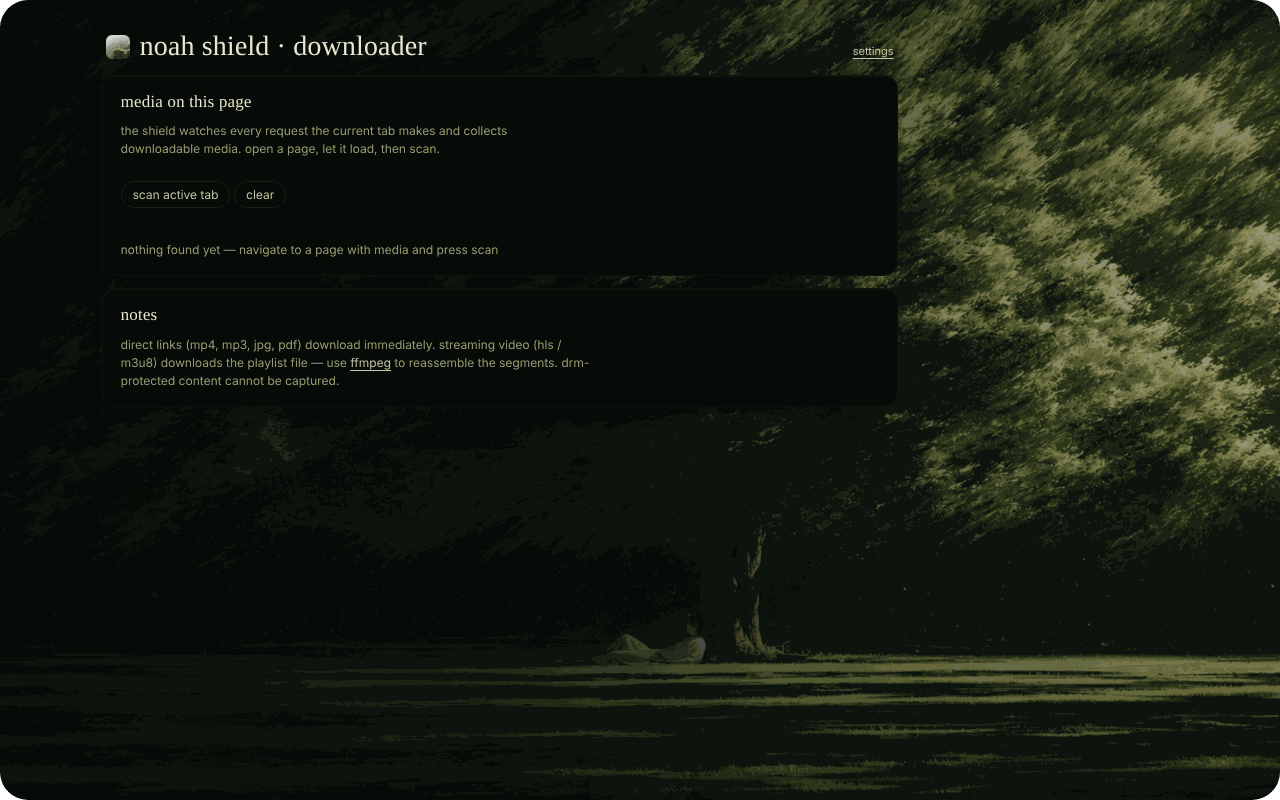 noah shield · downloader
settings
media on this page
the shield watches every request the current tab makes and collects
downloadable media. open a page, let it load, then scan.
scan active tab
clear
nothing found yet — navigate to a page with media and press scan
notes
direct links (mp4, mp3, jpg, pdf) download immediately. streaming video (hls /
m3u8) downloads the playlist file — use ffmpeg to reassemble the segments. drm-
protected content cannot be captured.